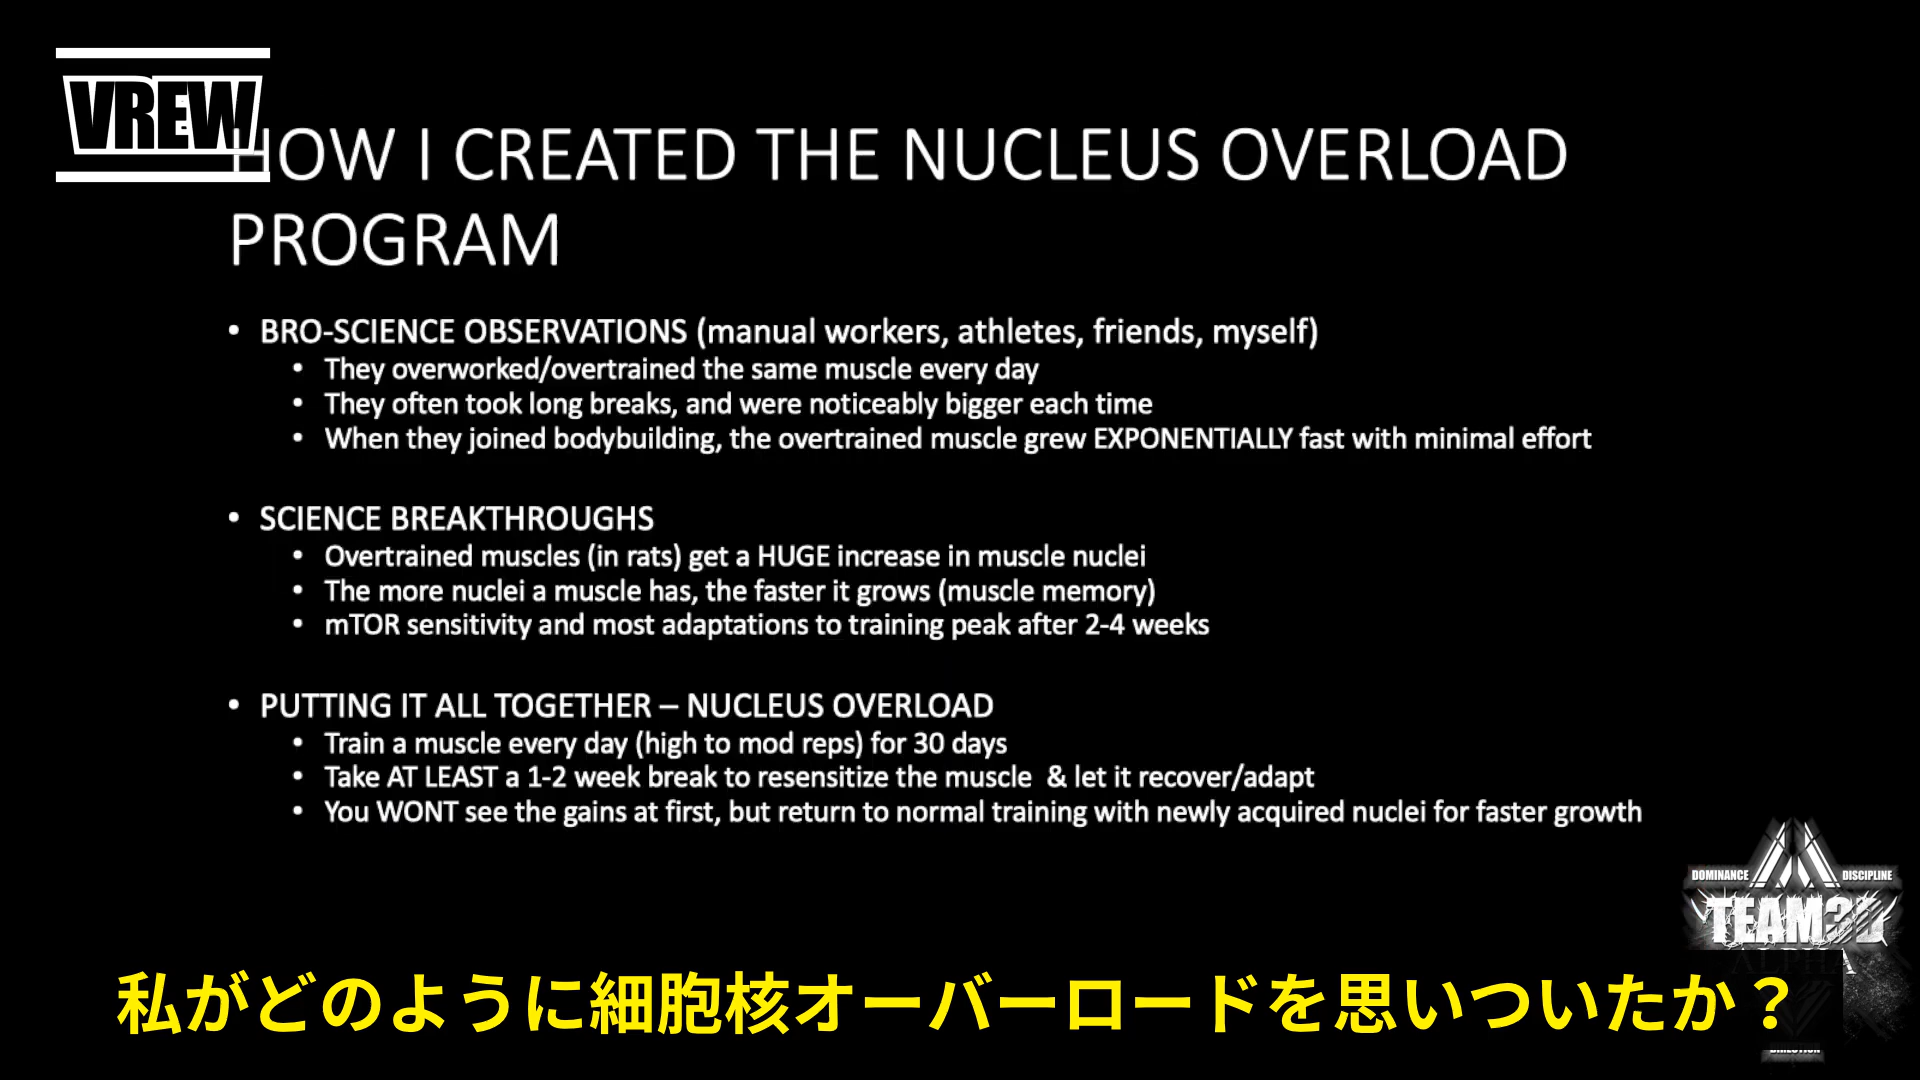 VREW
HOW I CREATED THE NUCLEUS OVERLOAD
PROGRAM
• BRO-SCIENCE OBSERVATIONS (manual workers, athletes, friends, myself)
• They overworked/overtrained the same muscle every day
• They often took long breaks, and were noticeably bigger each time
• When they joined bodybuilding, the overtrained muscle grew EXPONENTIALLY fast with minimal effort
• SCIENCE BREAKTHROUGHS
• Overtrained muscles (in rats) get a HUGE increase in muscle nuclei
• The more nuclei a muscle has, the faster it grows (muscle memory)
• mTOR sensitivity and most adaptations to training peak after 2-4 weeks
• PUTTING IT ALL TOGETHER – NUCLEUS OVERLOAD
• Train a muscle every day (high to mod reps) for 30 days
• Take AT LEAST a 1-2 week break to resensitize the muscle & let it recover/adapt
• You WONT see the gains at first, but return to normal training with newly acquired nuclei for faster growth
DOMINANCE DISCIPLINE
TEAM3D
ALPHA
私がどのように細胞核オーバーロードを思いついたか？